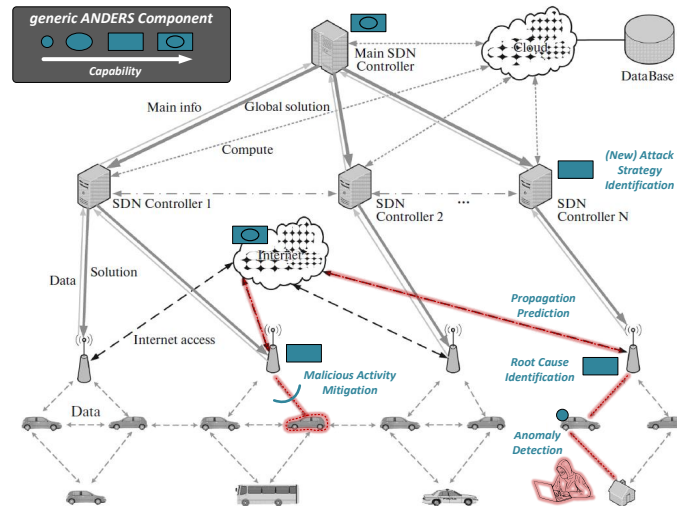 generic ANDERS Component
Capability
Main SDN
Controller
Cloud
DataBase
Main info
Global solution
Compute
(New) Attack
Strategy
Identification
SDN Controller 1
SDN
Controller 2
...
SDN
Controller N
Internet
Data
Solution
Propagation
Prediction
Internet access
Malicious Activity
Mitigation
Root Cause
Identification
Data
Anomaly
Detection